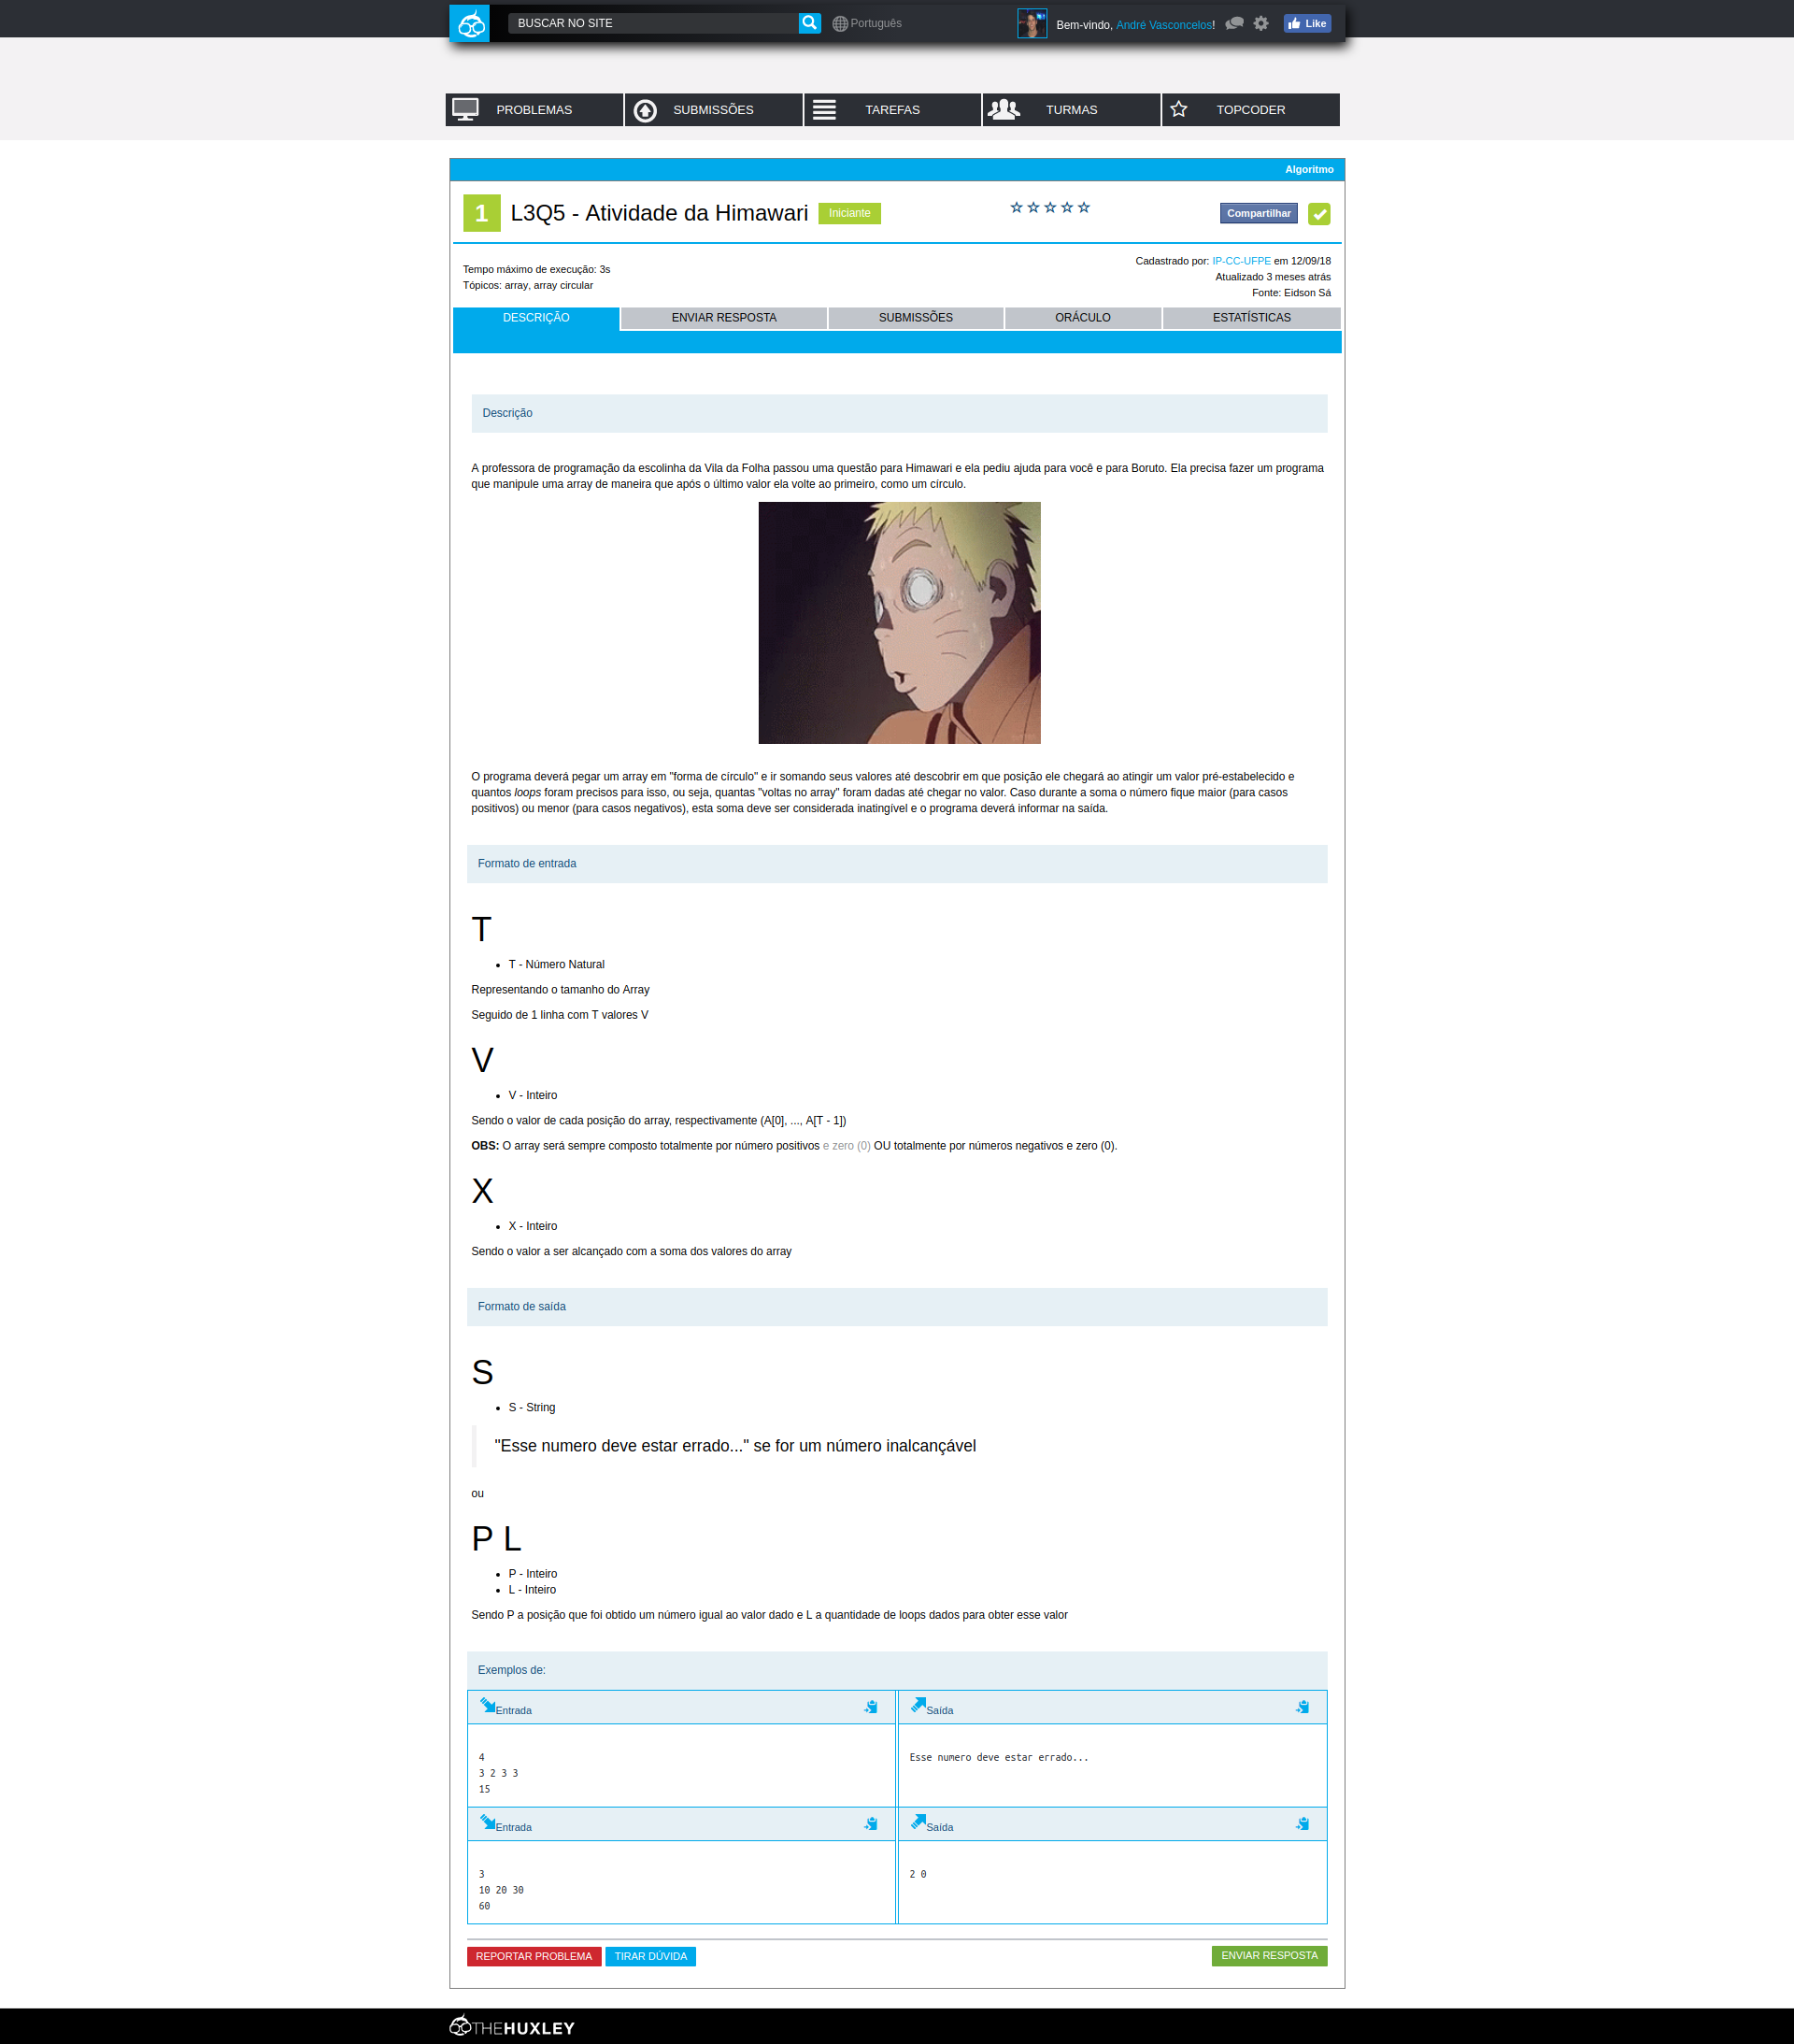 BUSCAR NO SITE
Português
Bem-vindo, André Vasconcelos!
Like
PROBLEMAS
SUBMISSÕES
TAREFAS
TURMAS
TOPCODER
Algoritmo
1
L3Q5 - Atividade da Himawari
Iniciante
Compartilhar
Tempo máximo de execução: 3s
Tópicos: array, array circular
Cadastrado por: IP-CC-UFPE em 12/09/18
Atualizado 3 meses atrás
Fonte: Eidson Sá
DESCRIÇÃO
ENVIAR RESPOSTA
SUBMISSÕES
ORÁCULO
ESTATÍSTICAS
Descrição
A professora de programação da escolinha da Vila da Folha passou uma questão para Himawari e ela pediu ajuda para você e para Boruto. Ela precisa fazer um programa
que manipule uma array de maneira que após o último valor ela volte ao primeiro, como um círculo.
O programa deverá pegar um array em "forma de círculo" e ir somando seus valores até descobrir em que posição ele chegará ao atingir um valor pré-estabelecido e
quantos loops foram precisos para isso, ou seja, quantas "voltas no array" foram dadas até chegar no valor. Caso durante a soma o número fique maior (para casos
positivos) ou menor (para casos negativos), esta soma deve ser considerada inatingível e o programa deverá informar na saída.
Formato de entrada
T
• T - Número Natural
Representando o tamanho do Array
Seguido de 1 linha com T valores V
V
• V - Inteiro
Sendo o valor de cada posição do array, respectivamente (A[0], ..., A[T - 1])
OBS: O array será sempre composto totalmente por número positivos e zero (0) OU totalmente por números negativos e zero (0).
X
• X - Inteiro
Sendo o valor a ser alcançado com a soma dos valores do array
Formato de saída
S
• S - String
"Esse numero deve estar errado..." se for um número inalcançável
ou
P L
• P - Inteiro
• L - Inteiro
Sendo P a posição que foi obtido um número igual ao valor dado e L a quantidade de loops dados para obter esse valor
Exemplos de:
Entrada
Saída
4
3 2 3 3
15
Esse numero deve estar errado...
Entrada
Saída
3
10 20 30
60
2 0
REPORTAR PROBLEMA
TIRAR DÚVIDA
ENVIAR RESPOSTA
THEHUXLEY